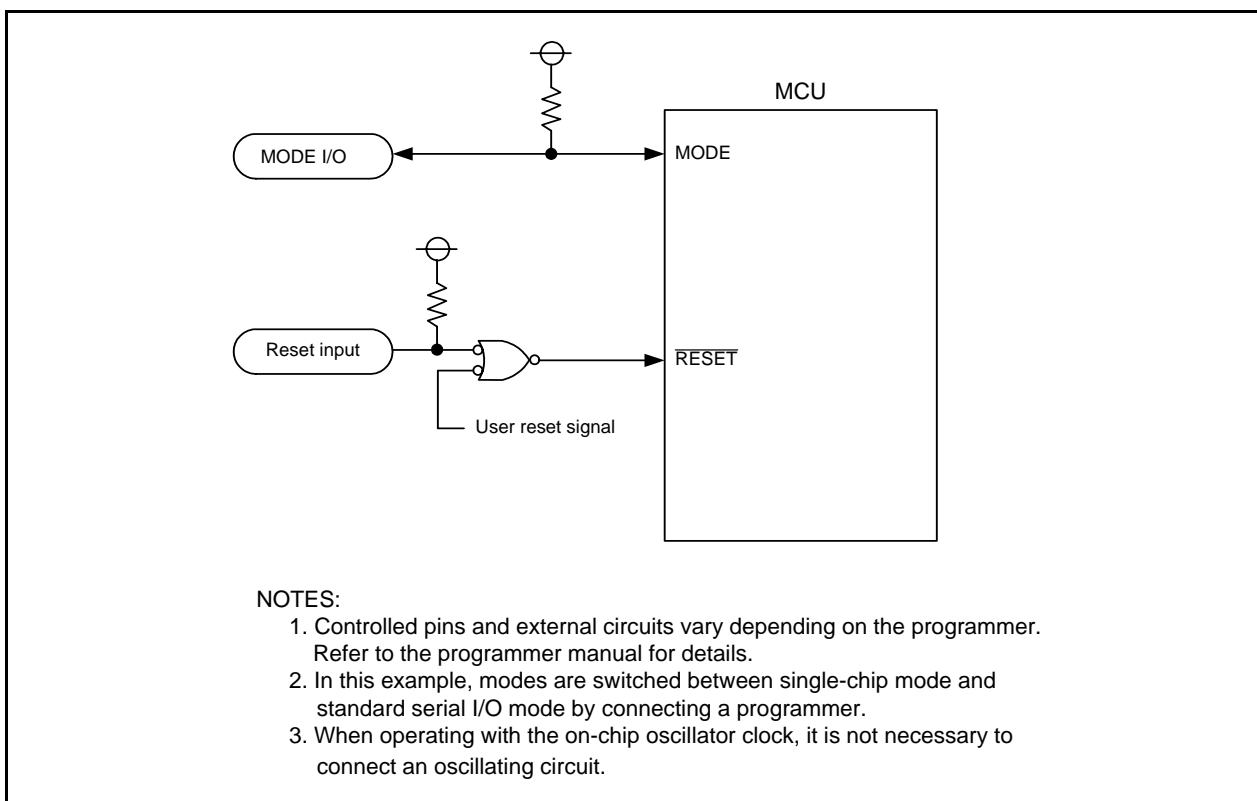 MCU
MODE I/O
MODE
Reset input
RESET
User reset signal
NOTES:
1. Controlled pins and external circuits vary depending on the programmer.
Refer to the programmer manual for details.
2. In this example, modes are switched between single-chip mode and
standard serial I/O mode by connecting a programmer.
3. When operating with the on-chip oscillator clock, it is not necessary to
connect an oscillating circuit.